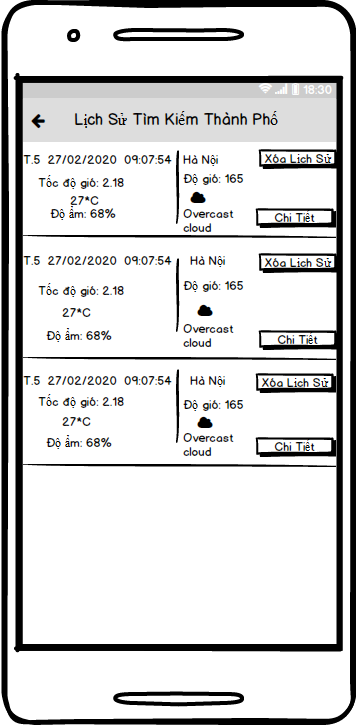 18:30
Lịch Sử Tìm Kiếm Thành Phố
T.5 27/02/2020 09:07:54
Tốc độ gió: 2.18
27*C
Độ ẩm: 68%
Hà Nội
Độ gió: 165
Overcast
cloud
Xóa Lịch Sử
Chi Tiết
T.5 27/02/2020 09:07:54
Tốc độ gió: 2.18
27*C
Độ ẩm: 68%
Hà Nội
Độ gió: 165
Overcast
cloud
Xóa Lịch Sử
Chi Tiết
T.5 27/02/2020 09:07:54
Tốc độ gió: 2.18
27*C
Độ ẩm: 68%
Hà Nội
Độ gió: 165
Overcast
cloud
Xóa Lịch Sử
Chi Tiết